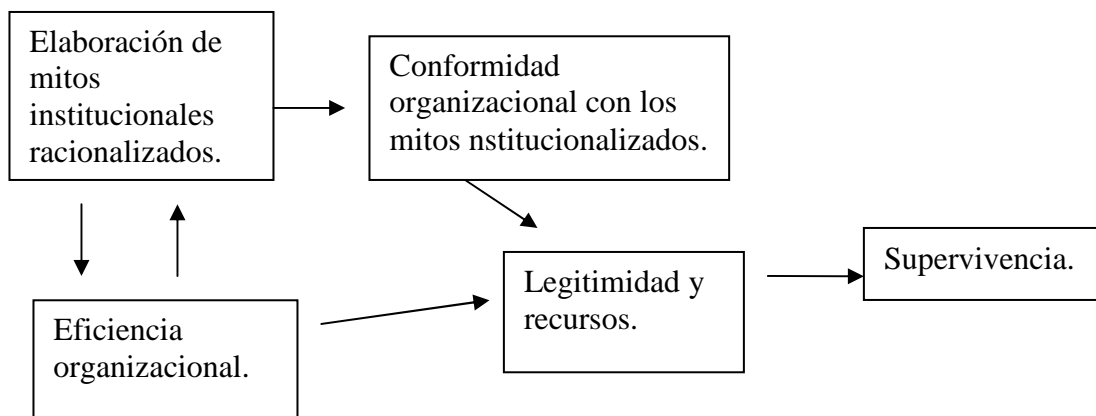 Elaboración de
mitos
institucionales
racionalizados.
Conformidad
organizacional con los
mitos nstitucionalizados.
Supervivencia.
Legitimidad y
recursos.
Eficiencia
organizacional.